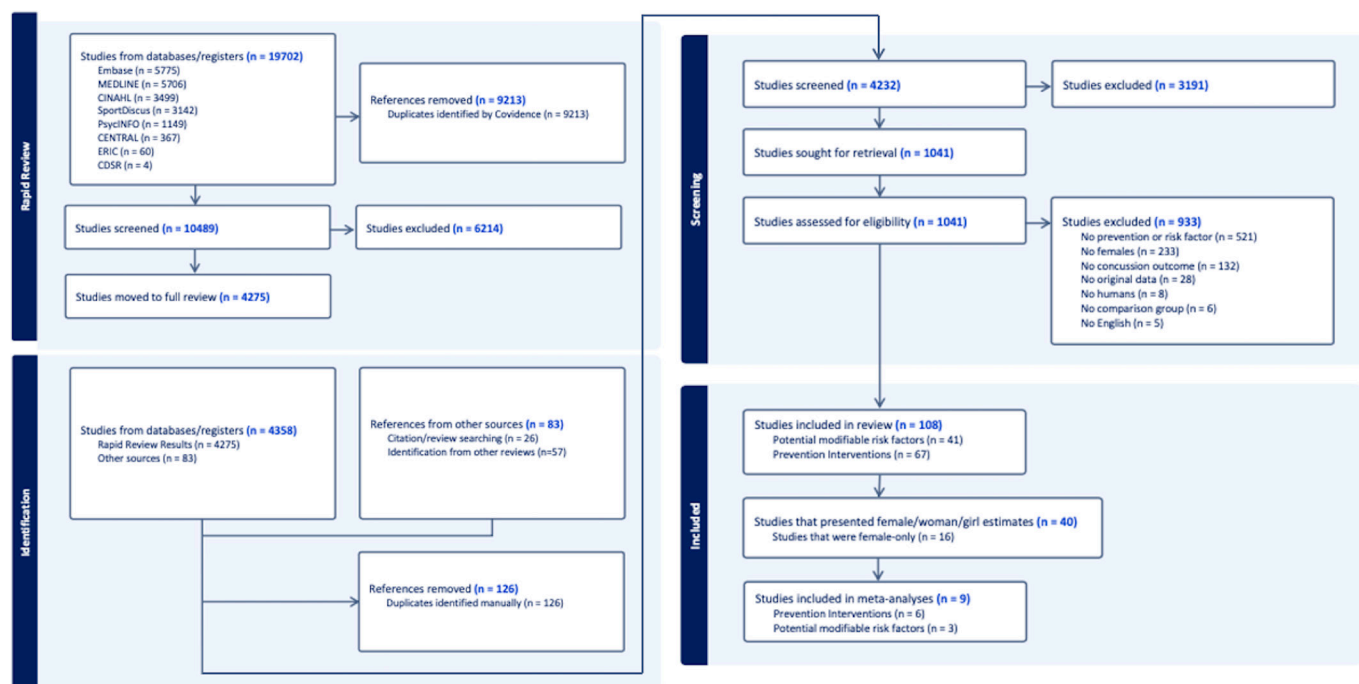 Rapid Review
Studies from databases/registers (n = 19702)
Embase (n = 5775)
MEDLINE (n = 5706)
CINAHL (n = 3499)
SportDiscus (n = 3142)
PsycINFO (n = 1149)
CENTRAL (n = 367)
ERIC (n = 60)
CDSR (n = 4)
References removed (n = 9213)
Duplicates identified by Covidence (n = 9213)
Studies screened (n = 10489)
Studies excluded (n = 6214)
Studies moved to full review (n = 4275)
Identification
Studies from databases/registers (n = 4358)
Rapid Review Results (n = 4275)
Other sources (n = 83)
References from other sources (n = 83)
Citation/review searching (n = 26)
Identification from other reviews (n=57)
References removed (n = 126)
Duplicates identified manually (n = 126)
Screening
Studies screened (n = 4232)
Studies excluded (n = 3191)
Studies sought for retrieval (n = 1041)
Studies assessed for eligibility (n = 1041)
Studies excluded (n = 933)
No prevention or risk factor (n = 521)
No females (n = 233)
No concussion outcome (n = 132)
No original data (n = 28)
No humans (n = 8)
No comparison group (n = 6)
No English (n = 5)
Included
Studies included in review (n = 108)
Potential modifiable risk factors (n = 41)
Prevention Interventions (n = 67)
Studies that presented female/woman/girl estimates (n = 40)
Studies that were female-only (n = 16)
Studies included in meta-analyses (n = 9)
Prevention Interventions (n = 6)
Potential modifiable risk factors (n = 3)